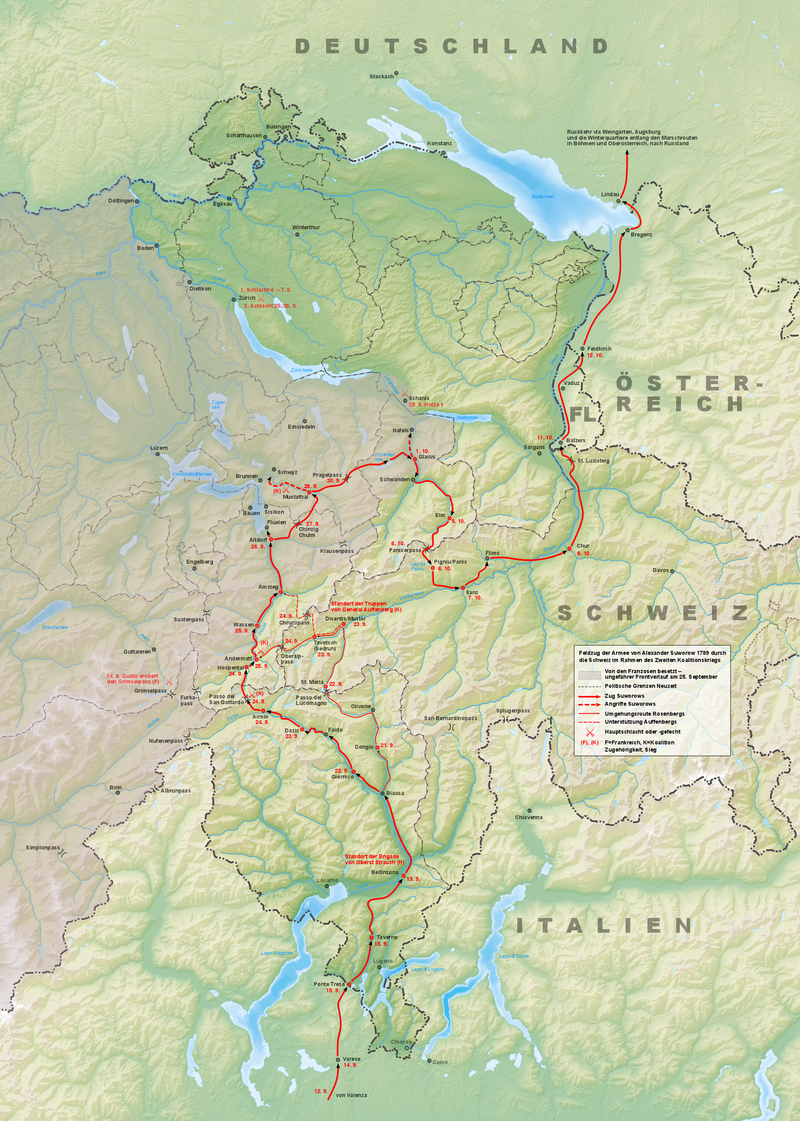 DEUTSCHLAND
Stockach
Rückkehr via Weingarten, Augsburg
und die Winterquartiere entlang den Marschrouten
in Böhmen und Oberösterreich, nach Russland
Büsingen
Schaffhausen
Konstanz
Bodensee
Lindau
Döttingen
Eglisau
Bregenz
Winterthur
Baden
Dietikon
1. Schlacht 4. – 7. 6.
Zürich
2. Schlacht 25./26. 9.
Feldkirch
12. 10.
Zürichsee
Vaduz
ÖSTER-
REICH
Schänis
25. 9. Hotze †
FL
Walensee
Einsiedeln
Näfels
11. 10.
Balzers
Sargans
1. 10.
Glarus
St. Luzisteig
Luzern
Schwyz
Pragelpass
30. 9.
Schwanden
Brunnen
(K)
28. 9.
Muotathal
Vierwaldstättersee
Bauen
Sisikon
Flüelen
27. 9.
Chinzig
Chulm
Elm
5. 10.
Altdorf
26. 9.
Klausenpass
6. 10.
Panixerpass
Chur
8. 10.
Flims
Pigniu/Panix
6. 10.
Engelberg
Davos
Amsteg
Ilanz
7. 10.
Standort der Truppen
von General Auffenberg (K)
SCHWEIZ
Sustenpass
Wassen
25. 9.
24. 9.
Chrüzlipass
Disentis/Mustér
23. 9.
Brienzersee
Guttannen
(K)
24. 9.
Tavetsch
(Sedrun)
23. 9.
Andermatt
25. 9.
Oberalp-
pass
Hospental
24. 9.
14. 8. Gudin erobert
den Grimselpass (F)
Grimselpass
Furka-
pass
St. Maria
22. 9.
Passo del
San Gottardo
(K)
24. 9.
Passo del
Lucomagno
Olivone
Airolo
24. 9.
San Bernardinopass
Splügenpass
Dazio
23. 9.
Faido
Nufenenpass
Dongio
21. 9.
22. 9.
Giornico
Binn
Albrunpass
Biasca
Feldzug der Armee von Alexander Suworow 1799 durch
die Schweiz im Rahmen des Zweiten Koalitionskriegs
Von den Franzosen besetzt –
ungefährer Frontverlauf am 25. September
Politische Grenzen Neuzeit
Zug Suworows
Angriffe Suworows
Umgehungsroute Rosenbergs
Unterstützung Auffenbergs
Hauptschlacht oder -gefecht
(F), (K) F=Frankreich, K=Koalition
Zugehörigkeit, Sieg
Chiavenna
Simplonpass
Standort der Brigade
von Oberst Strauch (K)
Bellinzona
19. 9.
Locarno
ITALIEN
Taverne
15. 9.
Lago Maggiore
Lugano
Lago di Lugano
Lago di Como
Ponte Tresa
15. 9.
Chiasso
Varese
14. 9.
Como
12. 9.
von Valenza